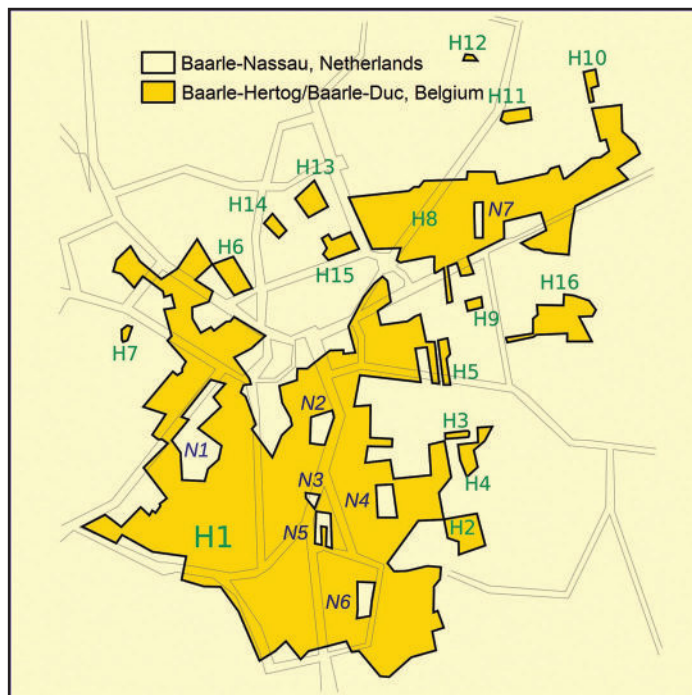 H12
H10
Baarle-Nassau, Netherlands
Baarle-Hertog/Baarle-Duc, Belgium
H11
H13
H14
H8
N7
H6
H15
H16
H9
H7
H5
N2
N1
H3
H4
N3
N4
H1
N5
H2
N6